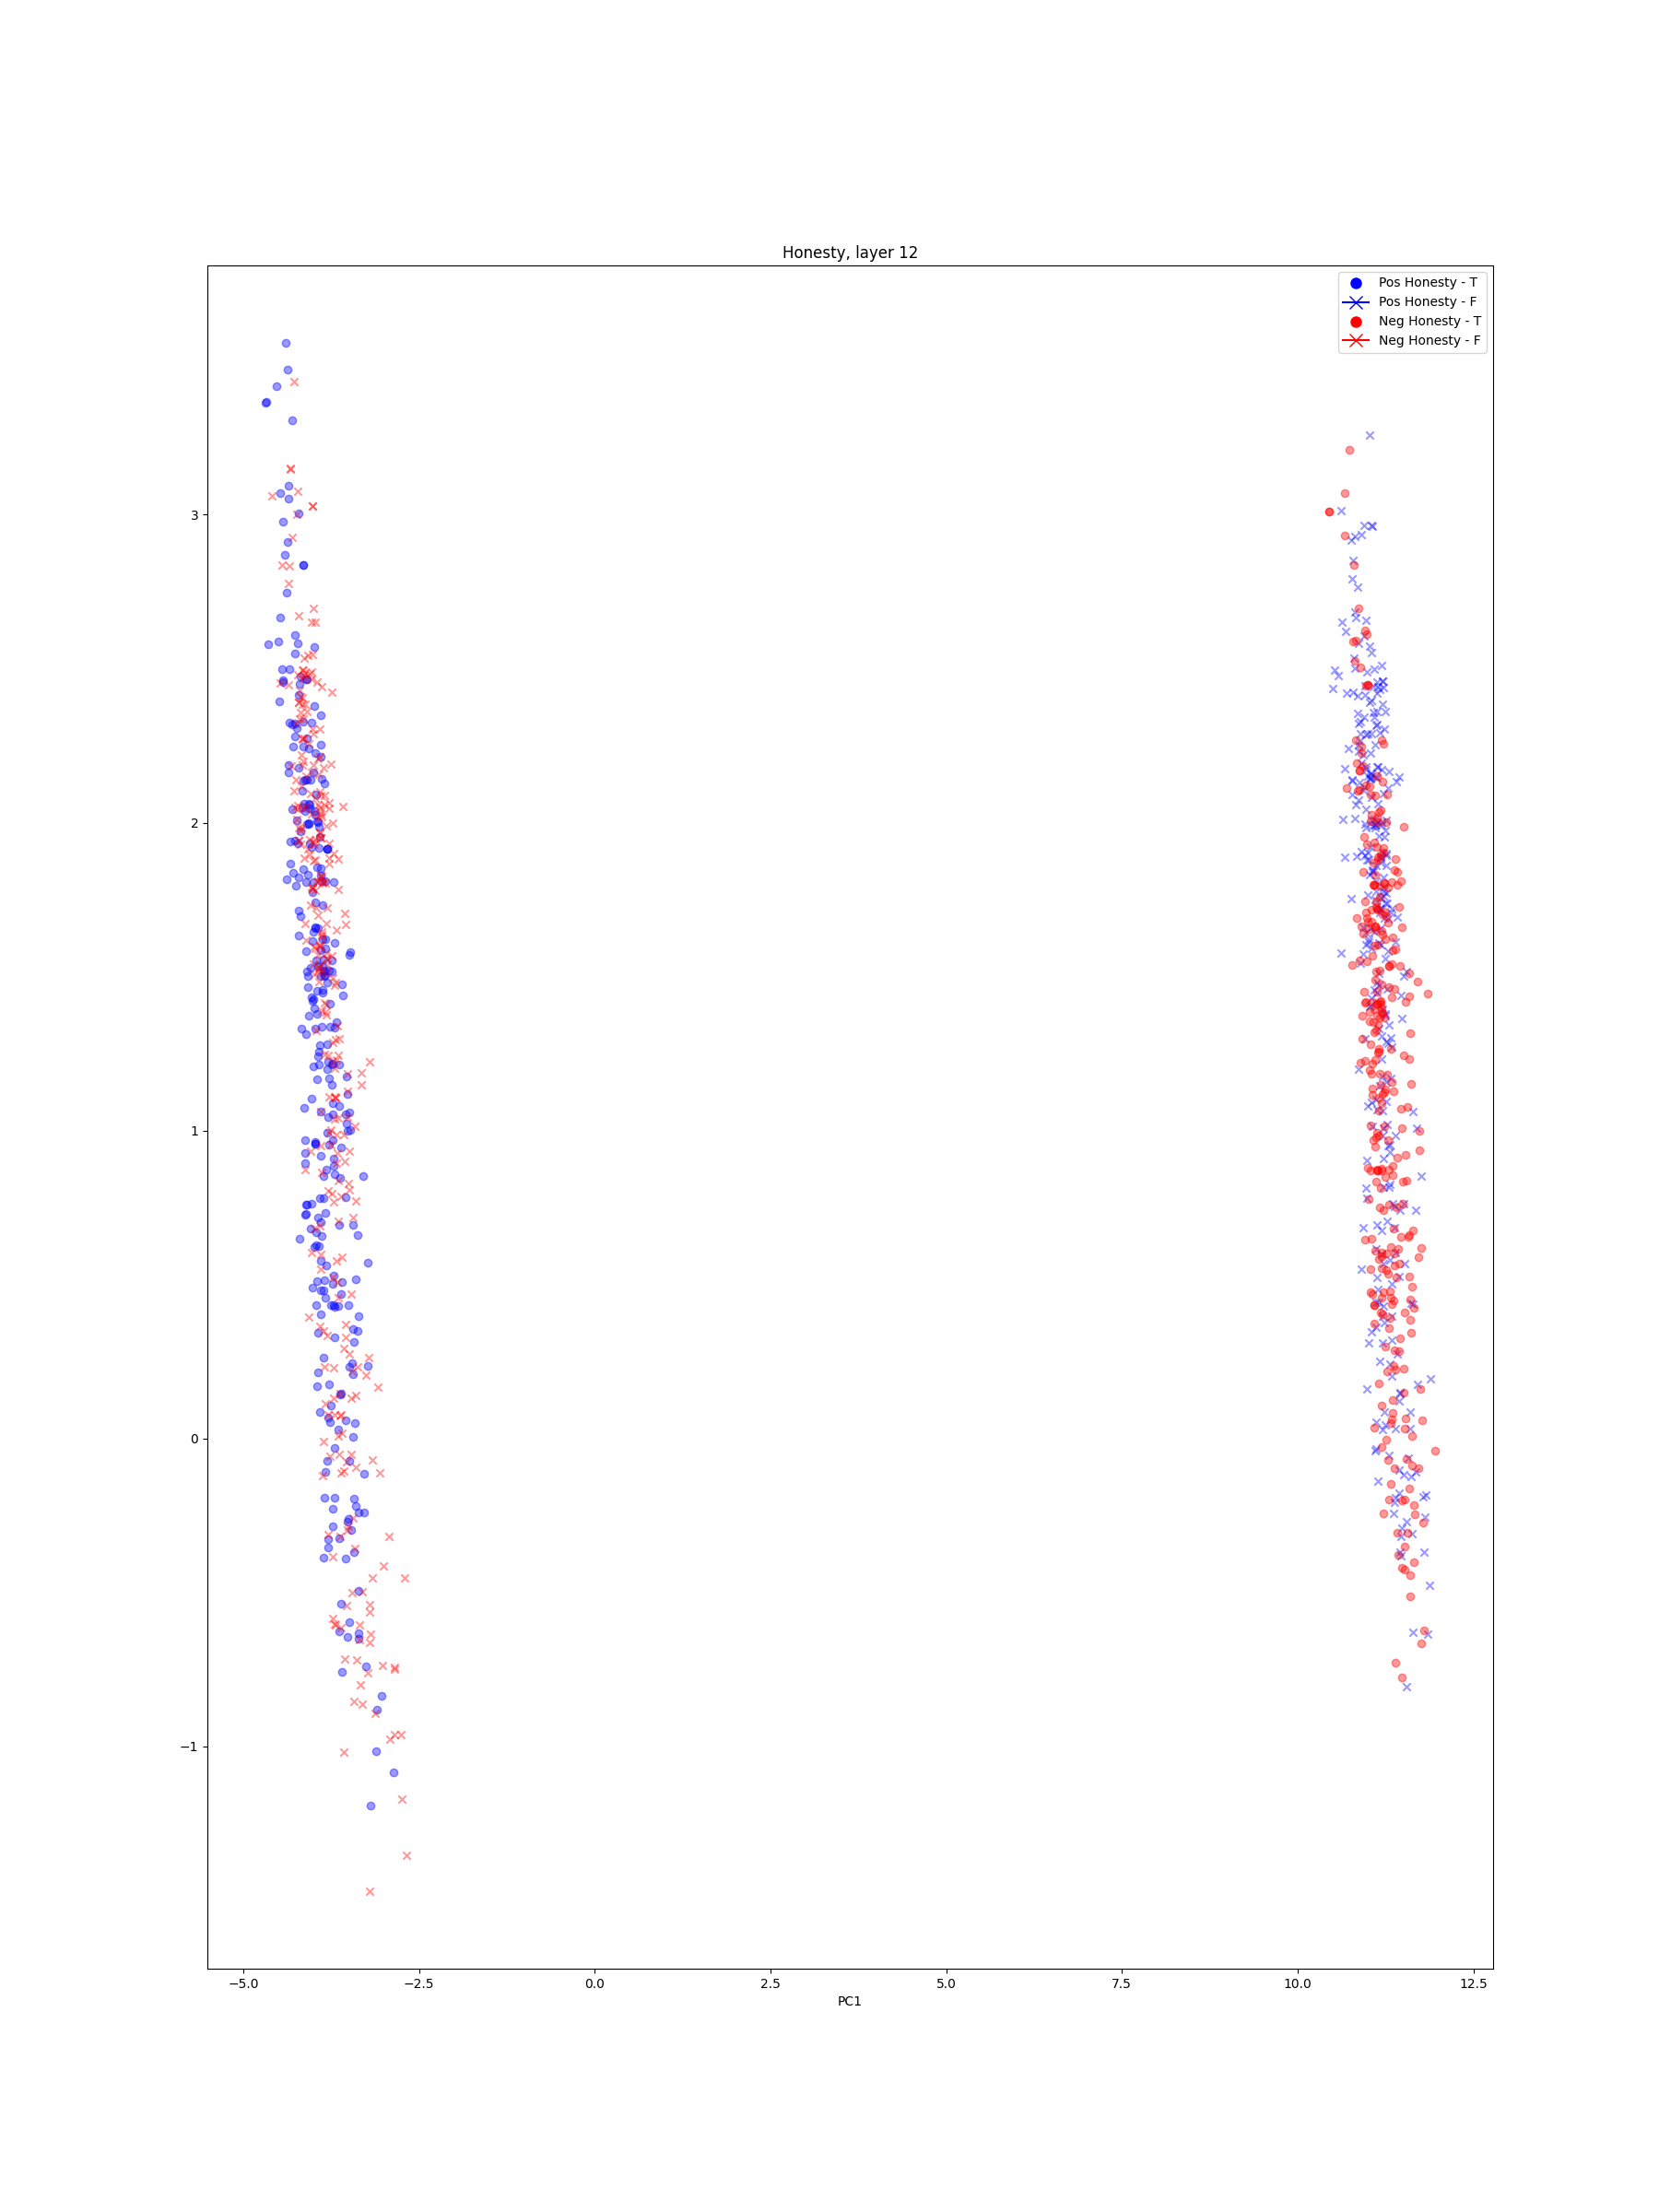 Honesty, layer 12
Pos Honesty - T
Pos Honesty - F
Neg Honesty - T
Neg Honesty - F
3
2
1
0
−1
−5.0 −2.5 0.0 2.5 5.0 7.5 10.0 12.5
PC1